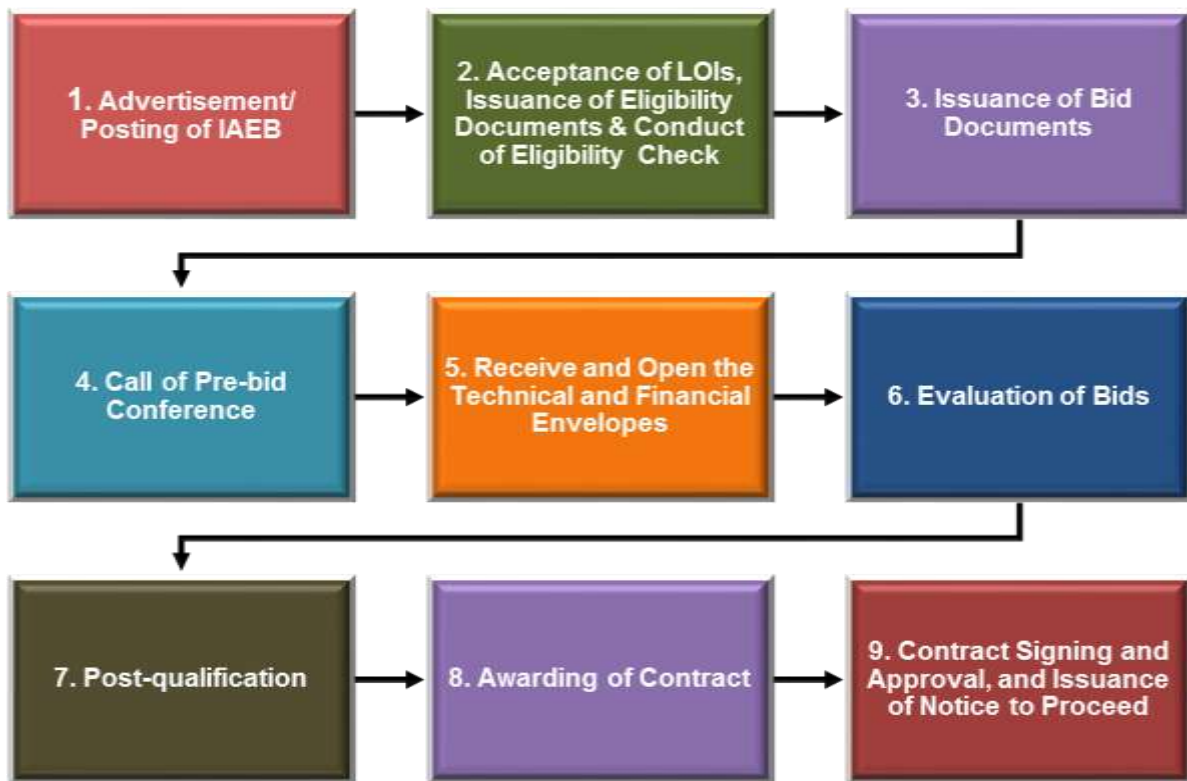 1. Advertisement/
Posting of IAEB
2. Acceptance of LOIs,
Issuance of Eligibility
Documents & Conduct
of Eligibility Check
3. Issuance of Bid
Documents
4. Call of Pre-bid
Conference
5. Receive and Open the
Technical and Financial
Envelopes
6. Evaluation of Bids
7. Post-qualification
8. Awarding of Contract
9. Contract Signing and
Approval, and Issuance
of Notice to Proceed